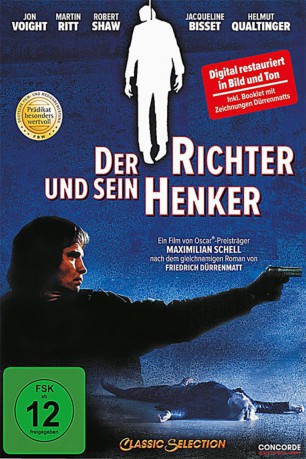 JON VOIGHT
MARTIN RITT
ROBERT SHAW
JACQUELINE BISSET
HELMUT QUALTINGER
Digital restauriert
in Bild und Ton
Inkl. Booklet mit
Zeichnungen Dürrenmatts
Prädikat
besonders
wertvoll
DER RICHTER
UND SEIN HENKER
Ein Film von Oscar®-Preisträger
MAXIMILIAN SCHELL
nach dem gleichnamigen Roman von
FRIEDRICH DÜRRENMATT
FSK
ab
12
freigegeben
CLASSIC SELECTION
CONCORDE